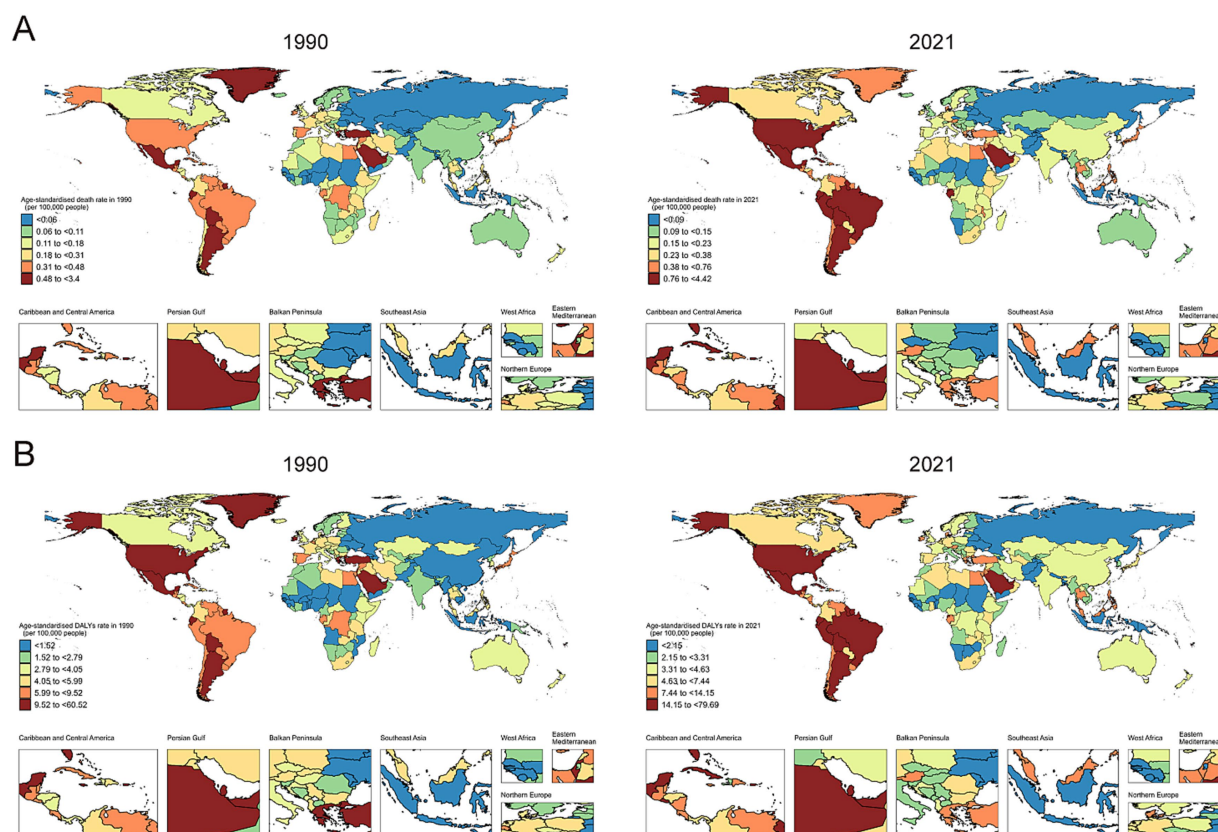 A
1990
2021
Age-standardised death rate in 1990
(per 100,000 people)
<0.06
0.06 to <0.11
0.11 to <0.18
0.18 to <0.31
0.31 to <0.48
0.48 to <3.4
Age-standardised death rate in 2021
(per 100,000 people)
<0.09
0.09 to <0.15
0.15 to <0.23
0.23 to <0.38
0.38 to <0.76
0.76 to <4.42
Caribbean and Central America
Persian Gulf
Balkan Peninsula
Southeast Asia
West Africa
Eastern
Mediterranean
Northern Europe
Caribbean and Central America
Persian Gulf
Balkan Peninsula
Southeast Asia
West Africa
Eastern
Mediterranean
Northern Europe
B
1990
2021
Age-standardised DALYs rate in 1990
(per 100,000 people)
<1.52
1.52 to <2.79
2.79 to <4.05
4.05 to <5.99
5.99 to <9.52
9.52 to <60.52
Age-standardised DALYs rate in 2021
(per 100,000 people)
<2.15
2.15 to <3.31
3.31 to <4.63
4.63 to <7.44
7.44 to <14.15
14.15 to <79.69
Caribbean and Central America
Persian Gulf
Balkan Peninsula
Southeast Asia
West Africa
Eastern
Mediterranean
Northern Europe
Caribbean and Central America
Persian Gulf
Balkan Peninsula
Southeast Asia
West Africa
Eastern
Mediterranean
Northern Europe